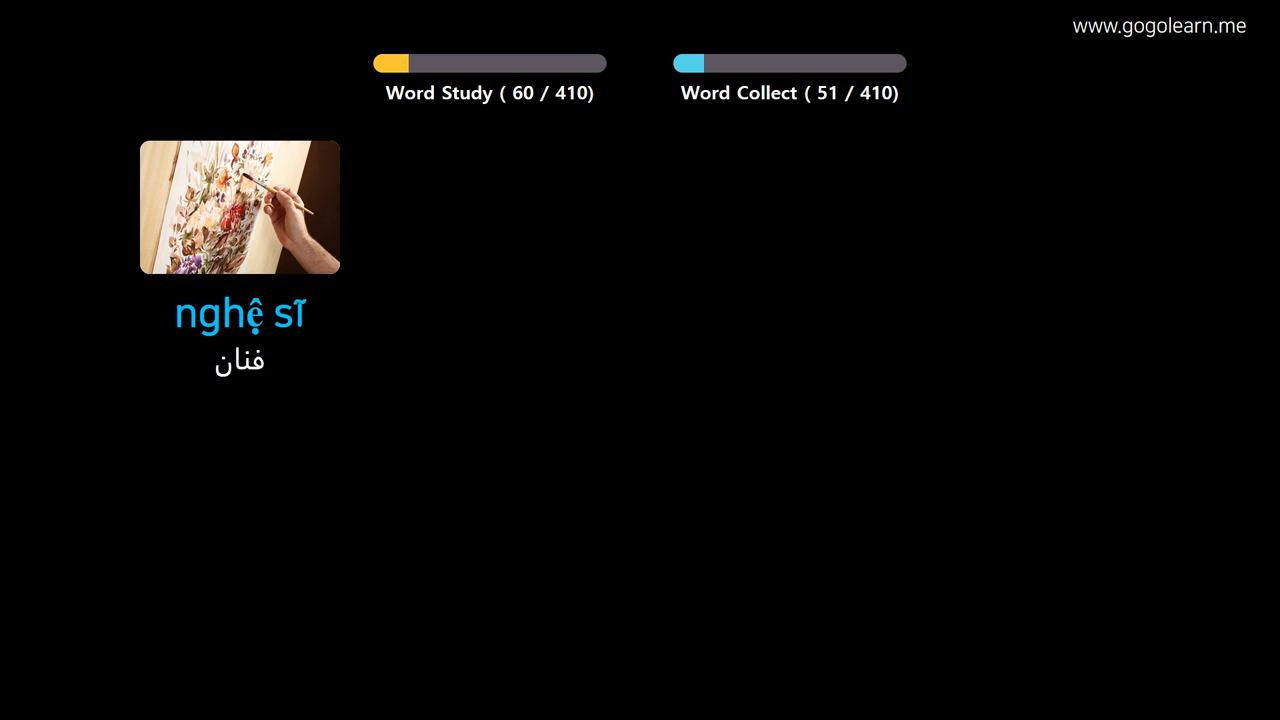 www.gogolearn.me
Word Study ( 60 / 410)
Word Collect ( 51 / 410)
nghệ sĩ
فنان